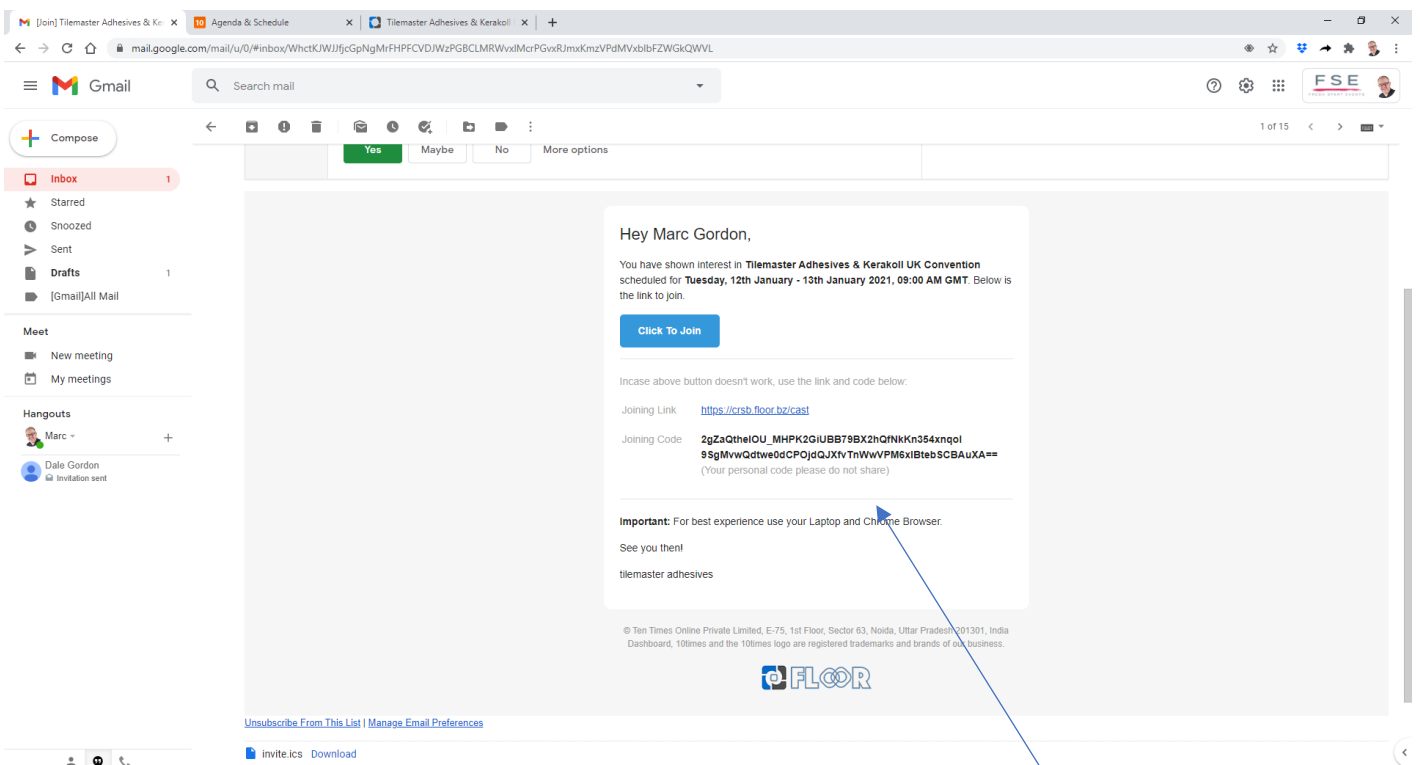 [Join] Tilemaster Adhesives & Ke
10 Agenda & Schedule
Tilemaster Adhesives & Kerakoll
mail.google.com/mail/u/0/#inbox/WhctKJWJJfjcGpNgMrFHPFCVDJWzPGBCLMRWvxlMcrPGvxRJmxKmzVPdMVxblbFZWGkQWVL
Gmail
Search mail
FSE
Compose
1 of 15
Yes Maybe No More options
Inbox 1
Starred
Snoozed
Sent
Drafts 1
[Gmail]All Mail
Meet
New meeting
My meetings
Hangouts
Marc
Dale Gordon
Invitation sent
Hey Marc Gordon,
You have shown interest in Tilemaster Adhesives & Kerakoll UK Convention
scheduled for Tuesday, 12th January - 13th January 2021, 09:00 AM GMT. Below is
the link to join.
Click To Join
Incase above button doesn't work, use the link and code below:
Joining Link https://crsb.floor.bz/cast
Joining Code 2gZaQthelOU_MHPK2GiUBB79BX2hQfNkKn354xnqol
9SgMvwQdtwe0dCPOjdQJXfvTnWwVPM6xlBtebSCBAuXA==
(Your personal code please do not share)
Important: For best experience use your Laptop and Chrome Browser.
See you then!
tilemaster adhesives
© Ten Times Online Private Limited, E-75, 1st Floor, Sector 63, Noida, Uttar Pradesh 201301, India
Dashboard, 10times and the 10times logo are registered trademarks and brands of our business.
FLOOR
Unsubscribe From This List | Manage Email Preferences
invite.ics Download